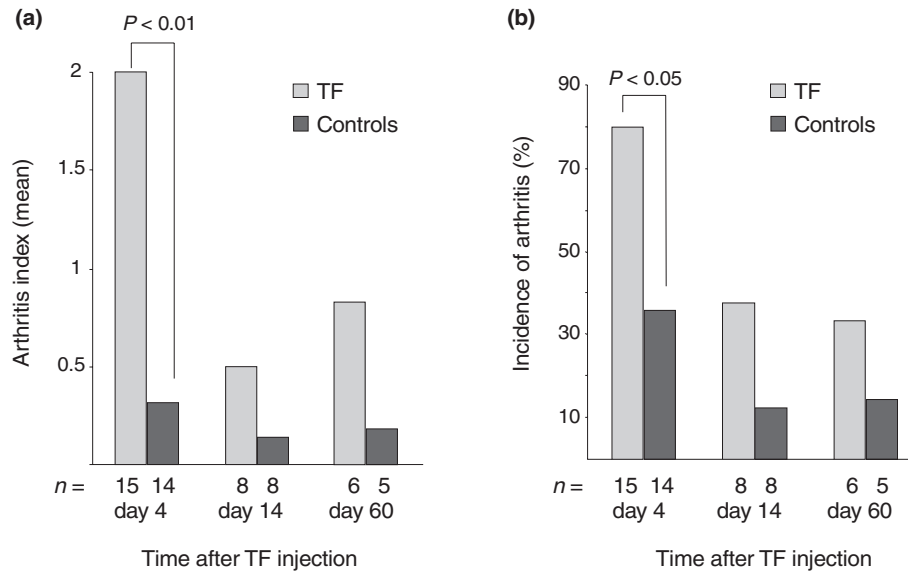 (a)
P < 0.01
2
1.5
1
0.5
Arthritis index (mean)
TF
Controls
n = 15 14 8 8 6 5
day 4 day 14 day 60
Time after TF injection
(b)
P < 0.05
90
70
50
30
10
Incidence of arthritis (%)
TF
Controls
n = 15 14 8 8 6 5
day 4 day 14 day 60
Time after TF injection